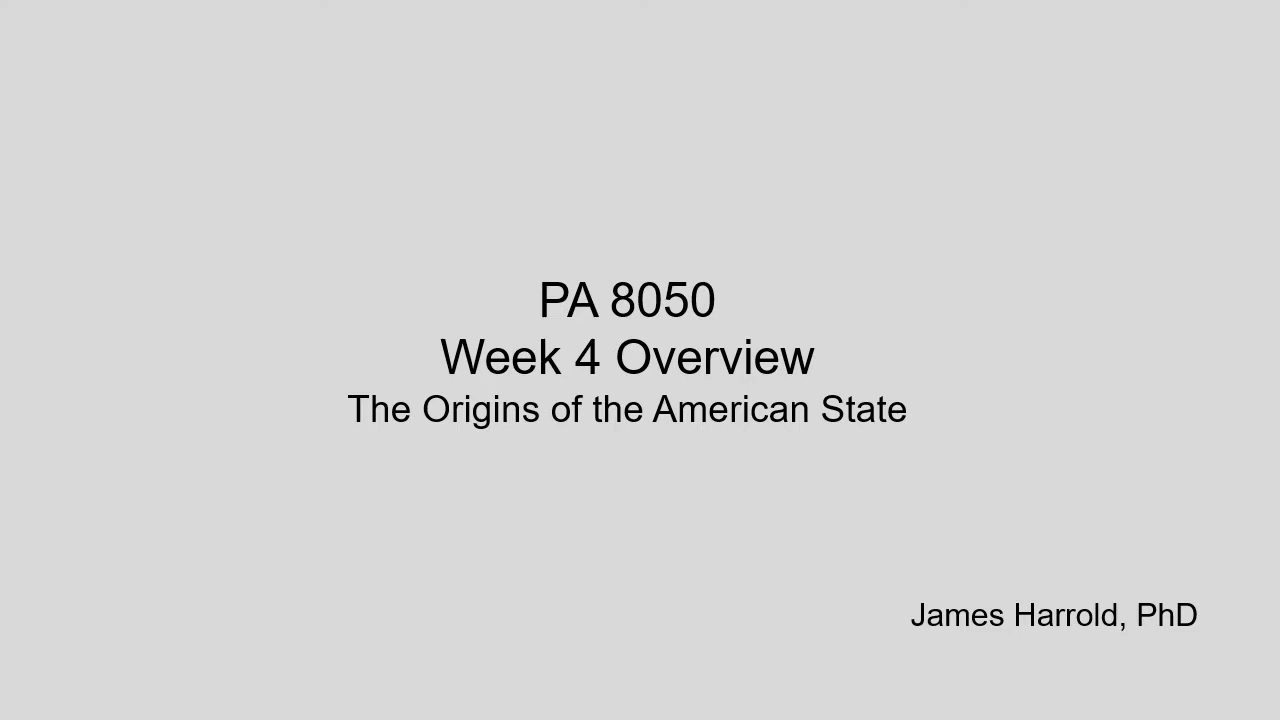 PA 8050
Week 4 Overview
The Origins of the American State
James Harrold, PhD